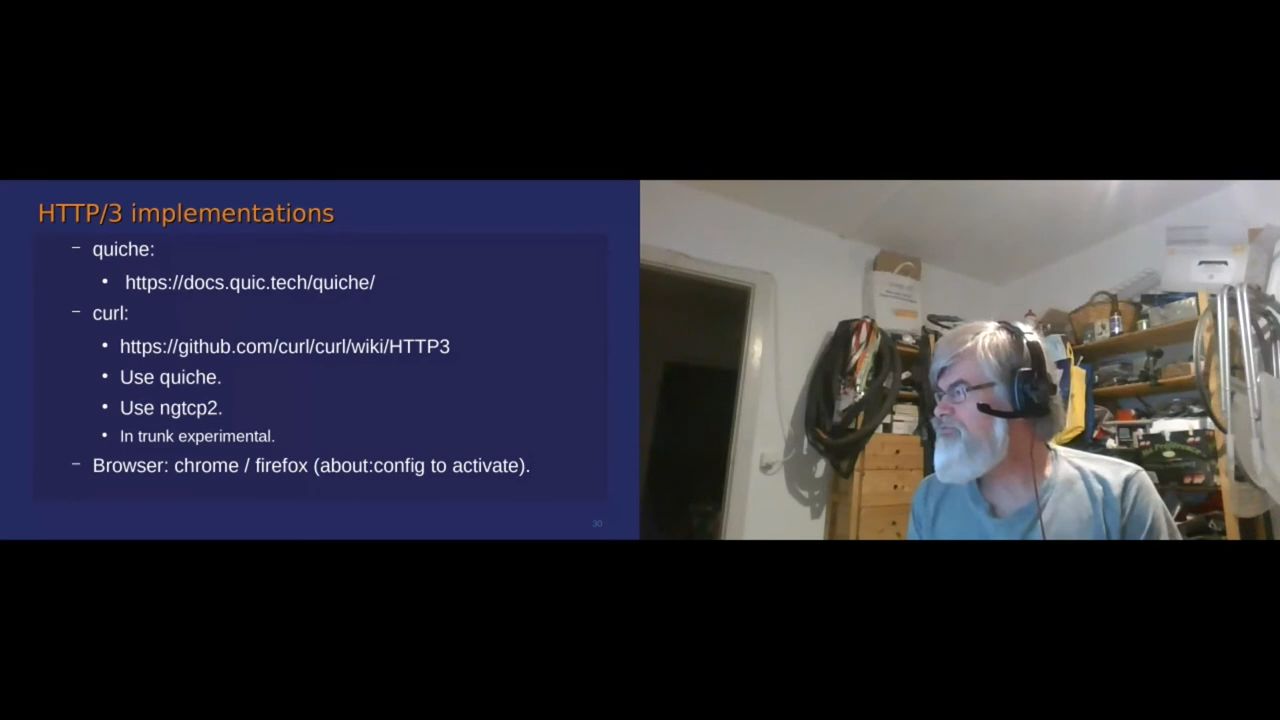 HTTP/3 implementations
– quiche:
• https://docs.quic.tech/quiche/
– curl:
• https://github.com/curl/curl/wiki/HTTP3
• Use quiche.
• Use ngtcp2.
• In trunk experimental.
– Browser: chrome / firefox (about:config to activate).
30